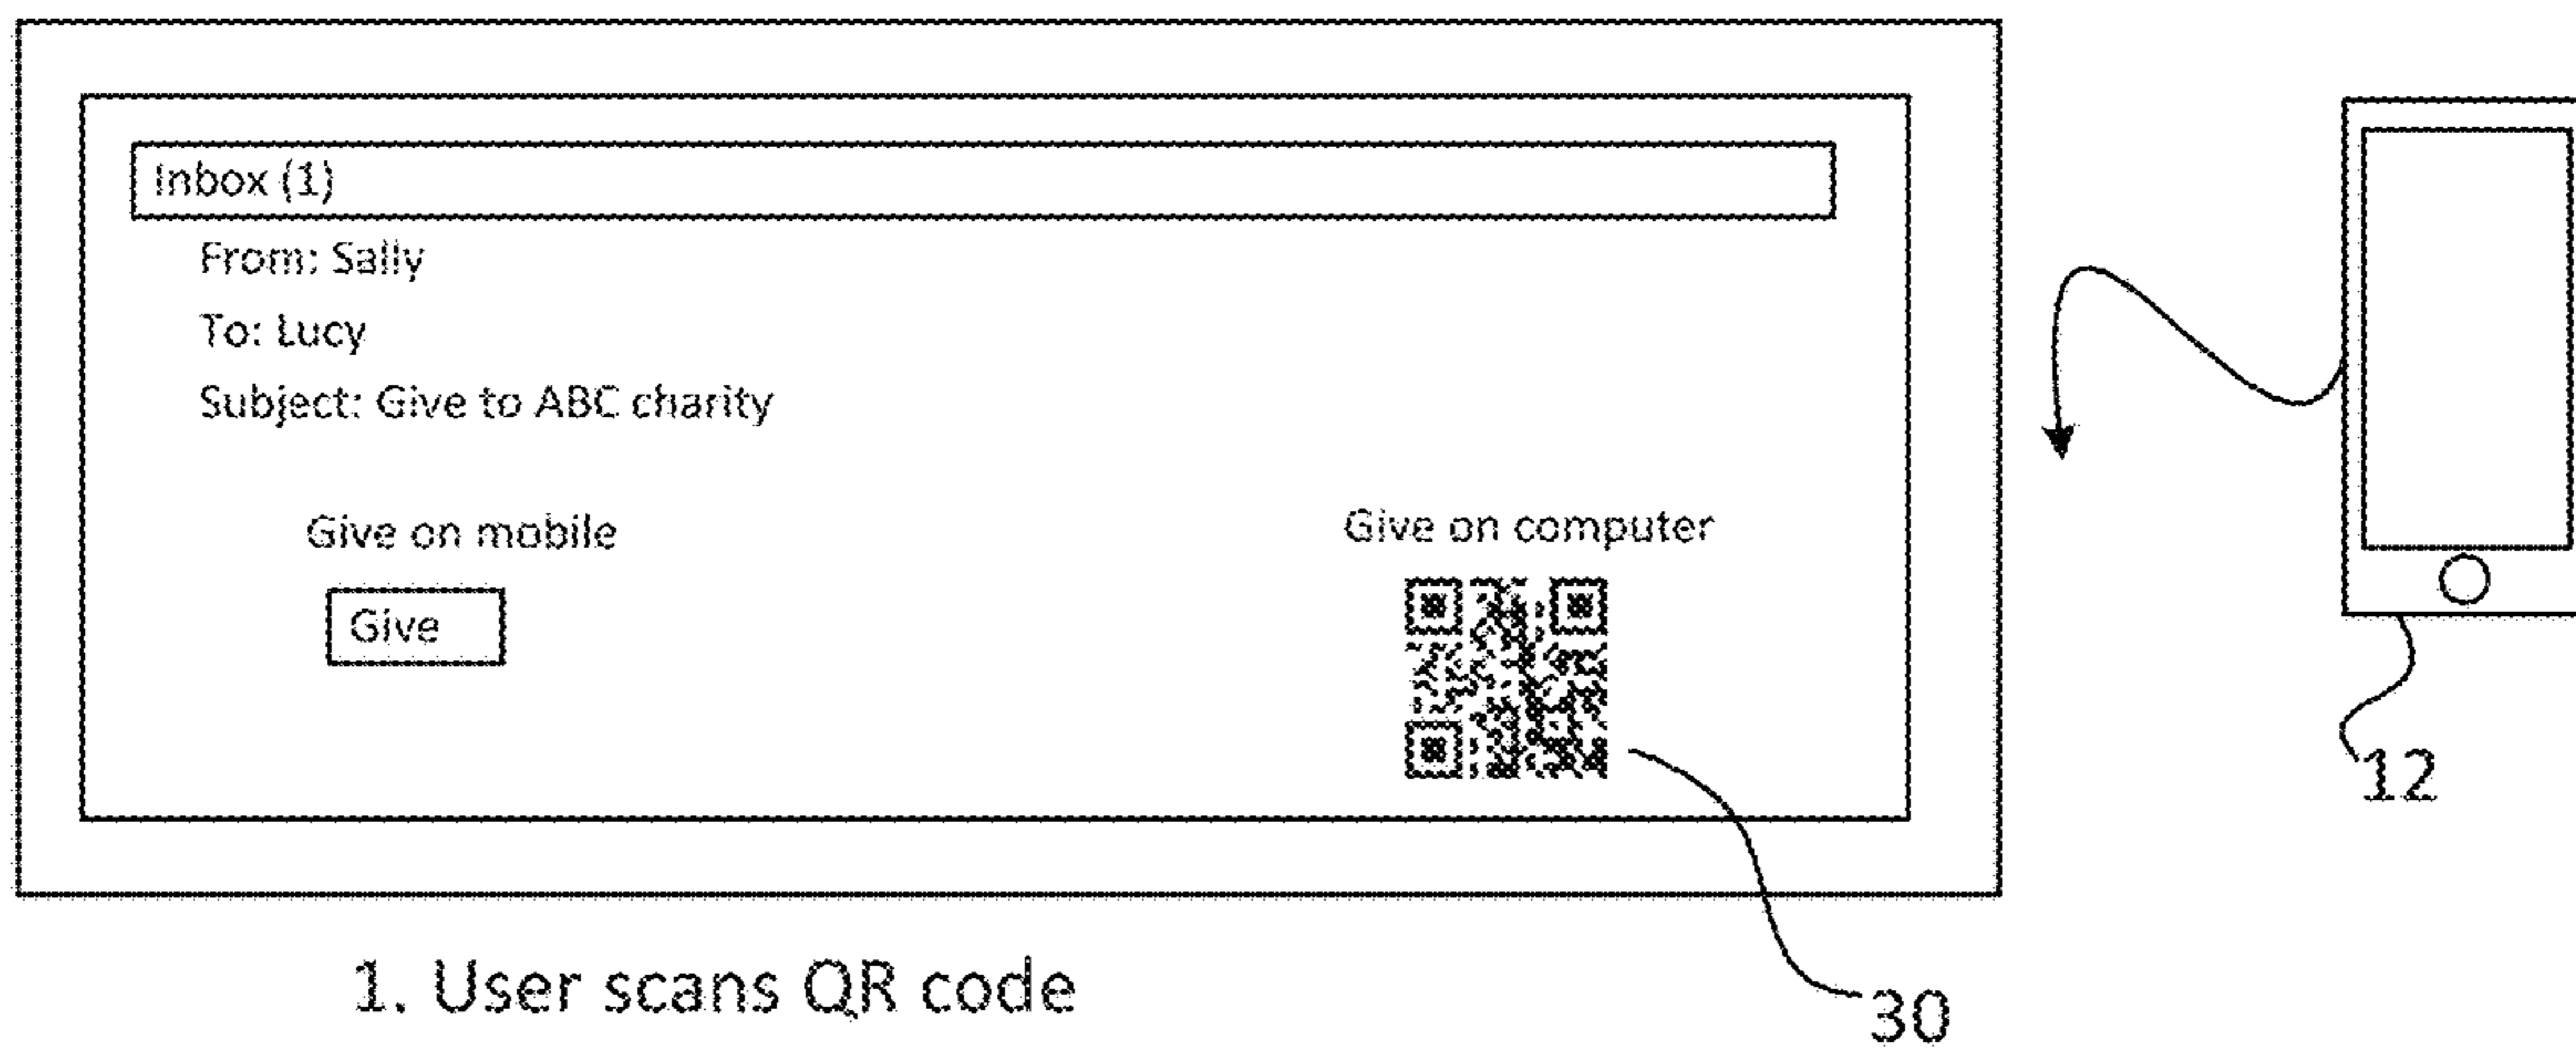 Inbox (1)
From: Sally
To: Lucy
Subject: Give to ABC charity
Give on mobile
Give on computer
Give
12
1. User scans QR code
30